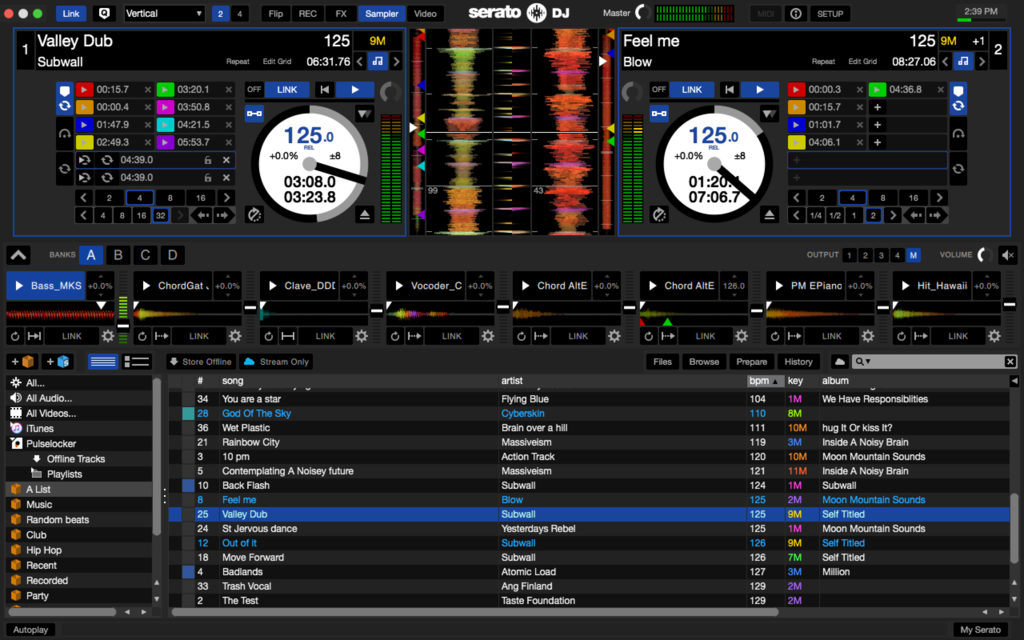 Link Vertical 2 4 Flip REC FX Sampler Video serato DJ Master MIDI SETUP 2:39 PM
1 Valley Dub 125 9M
Subwall Repeat Edit Grid 06:31.76
Feel me 125 9M +1 2
Blow Repeat Edit Grid 08:27.06
OFF LINK
00:15.7 03:20.1
00:00.4 03:50.8
01:47.9 04:21.5
02:49.3 05:53.7
04:39.0
04:39.0
2 4 8 16
4 8 16 32
125.0
REL
+0.0% ±8
03:08.0
03:23.8
99 43
OFF LINK
125.0
REL
+0.0% ±8
07:06.7
00:00.3 04:36.8
00:15.7
01:01.7
04:06.1
2 4 8 16
1/4 1/2 1 2
BANKS A B C D OUTPUT 1 2 3 4 M VOLUME
Bass_MKS +0.0% ChordGat +0.0% Clave_DDD +0.0% Vocoder_C +0.0% Chord AltE +0.0% Chord AltE 126.0 PM EPiano +0.0% Hit_Hawaii +0.0%
LINK LINK LINK LINK LINK LINK LINK LINK
Store Offline Stream Only Files Browse Prepare History
# song artist bpm key album
34 You are a star Flying Blue 104 1M We Have Responsiblities
28 God Of The Sky Cyberskin 110 8M
36 Wet Plastic Brain over a hill 111 10M hug It Or kiss It?
21 Rainbow City Massiveism 119 3M Inside A Noisy Brain
3 10 pm Action Track 120 10M Moon Mountain Sounds
5 Contemplating A Noisey future Massiveism 121 11M Inside A Noisy Brain
10 Back Flash Subwall 124 1M Subwall
8 Feel me Blow 125 2M Moon Mountain Sounds
25 Valley Dub Subwall 125 9M Self Titled
24 St Jervous dance Yesterdays Rebel 125 1M Moon Mountain Sounds
12 Out of it Subwall 126 9M Self Titled
18 Move Forward Subwall 126 7M Self Titled
4 Badlands Atomic Load 127 3M Million
33 Trash Vocal Ang Finland 129 2M
2 The Test Taste Foundation 129 2M
All...
All Audio...
All Videos...
iTunes
Pulselocker
Offline Tracks
Playlists
A List
Music
Random beats
Club
Hip Hop
Recent
Recorded
Party
Autoplay My Serato